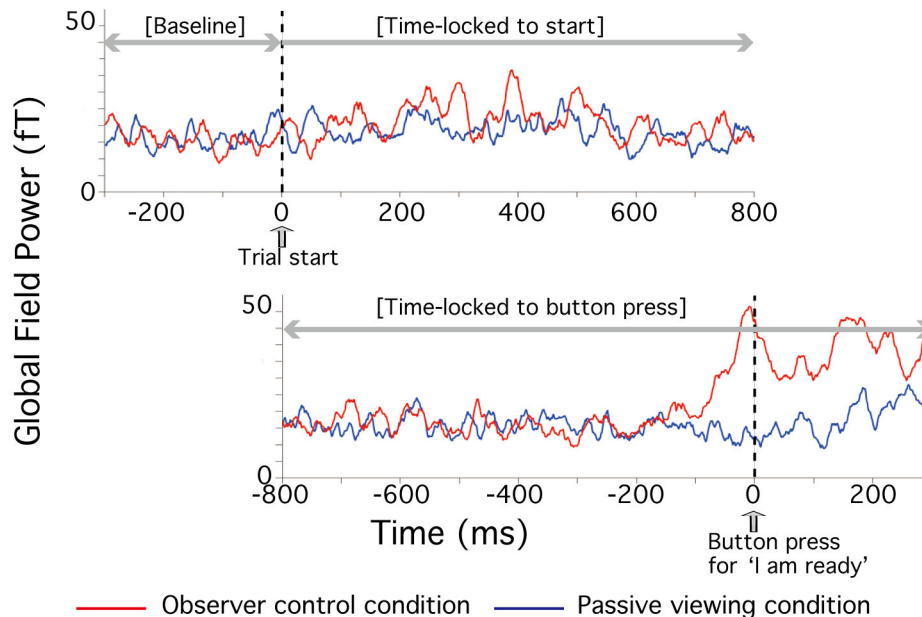 50
[Baseline]
[Time-locked to start]
0
-200
0
200
400
600
800
Trial start
Global Field Power (fT)
50
[Time-locked to button press]
0
-800
-600
-400
-200
0
200
Time (ms)
Button press
for ‘I am ready’
Observer control condition
Passive viewing condition